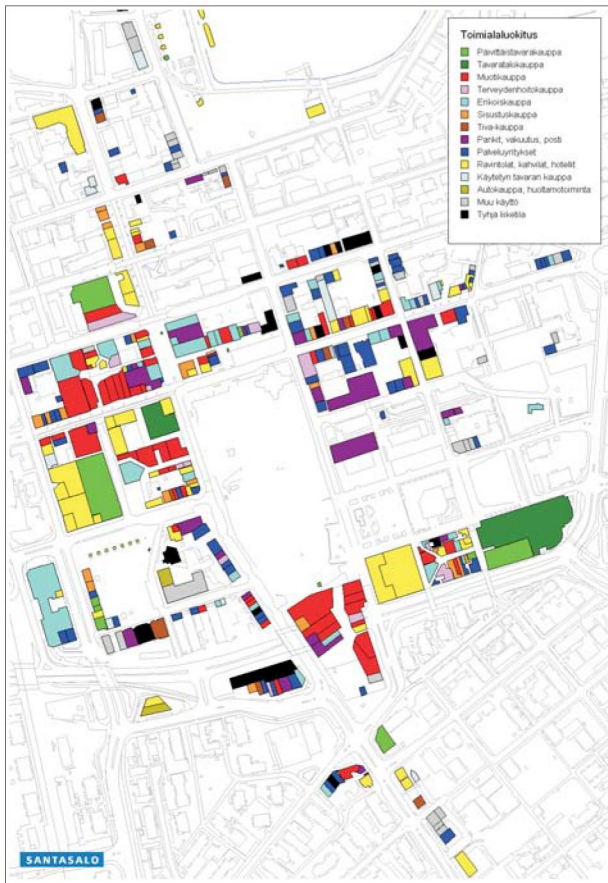 Toimialaluokitus
Päivittäistavarakauppa
Tavaratalokauppa
Muotikauppa
Terveydenhoitokauppa
Erikoiskauppa
Sisustuskauppa
Tiva-kauppa
Pankit, vakuutus, posti
Palveluyritykset
Ravintolat, kahvilat, hotellit
Käytetyn tavaran kauppa
Autokauppa, huoltamotoiminta
Muu käyttö
Tyhjä liiketila
SANTASALO